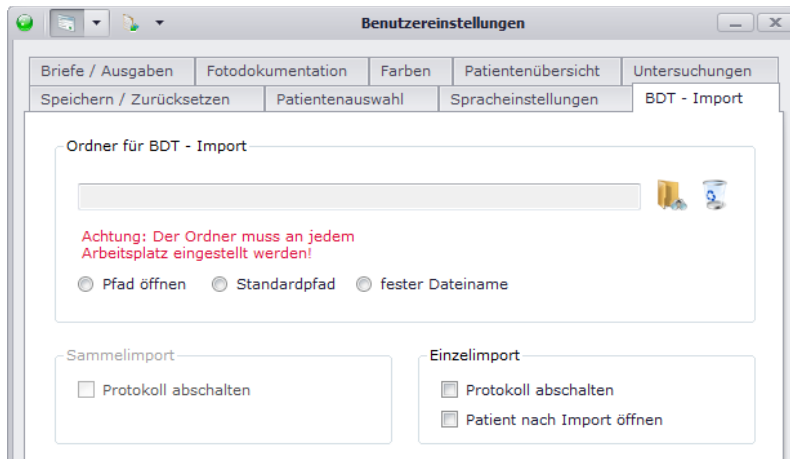 Benutzereinstellungen
Briefe / Ausgaben Fotodokumentation Farben Patientenübersicht Untersuchungen
Speichern / Zurücksetzen Patientenauswahl Spracheinstellungen BDT - Import
Ordner für BDT - Import
Achtung: Der Ordner muss an jedem
Arbeitsplatz eingestellt werden!
Pfad öffnen Standardpfad fester Dateiname
Sammelimport Einzelimport
Protokoll abschalten Protokoll abschalten
Patient nach Import öffnen